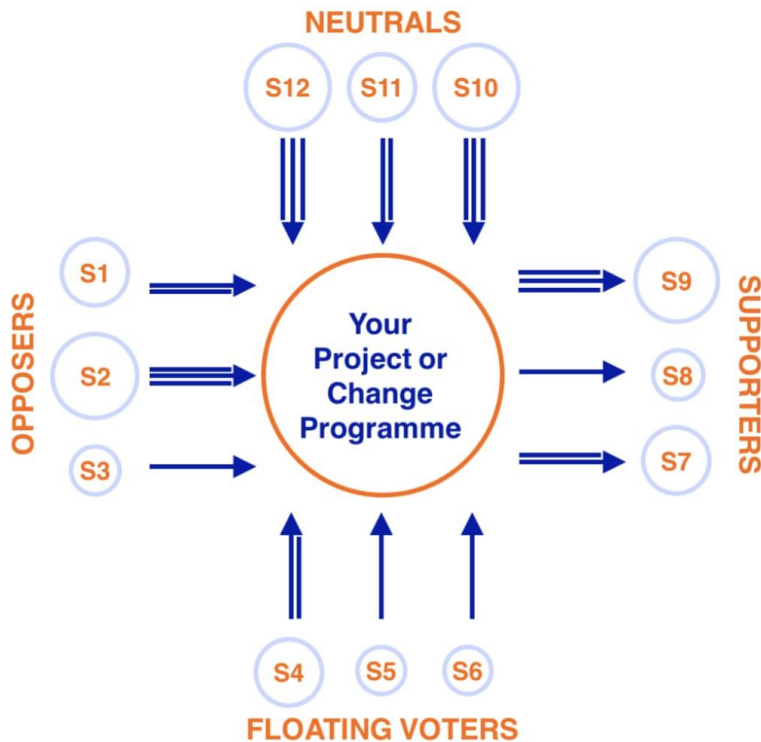 NEUTRALS
S12 S11 S10
S1
S2
S3
OPPOSERS
Your
Project or
Change
Programme
S9
S8
S7
SUPPORTERS
S4 S5 S6
FLOATING VOTERS